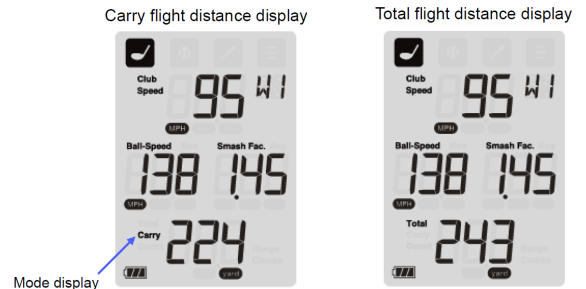 Carry flight distance display
Total flight distance display
Club
Speed
95
W1
MPH
Ball-Speed
Smash Fac.
138
1.45
MPH
Carry
224
yard
Mode display
Club
Speed
95
W1
MPH
Ball-Speed
Smash Fac.
138
1.45
MPH
Total
243
yard